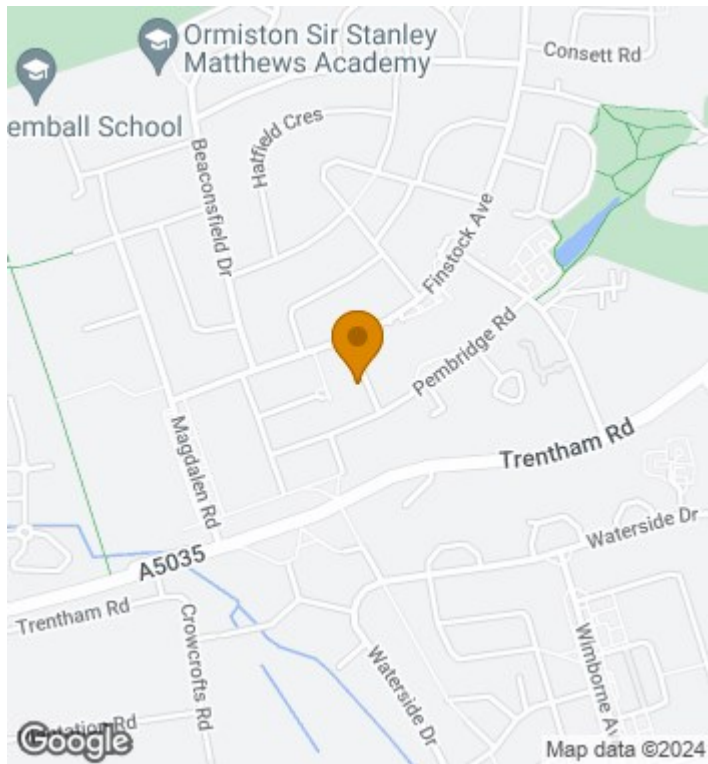 Ormiston Sir Stanley
Matthews Academy
Consett Rd
emball School
Hatfield Cres
Beaconsfield Dr
Finstock Ave
Pembridge Rd
Magdalen Rd
Trentham Rd
Waterside Dr
A5035
Trentham Rd
Crowcrofts Rd
Waterside Dr
Wimborne Av
Rd
Google
Map data ©2024